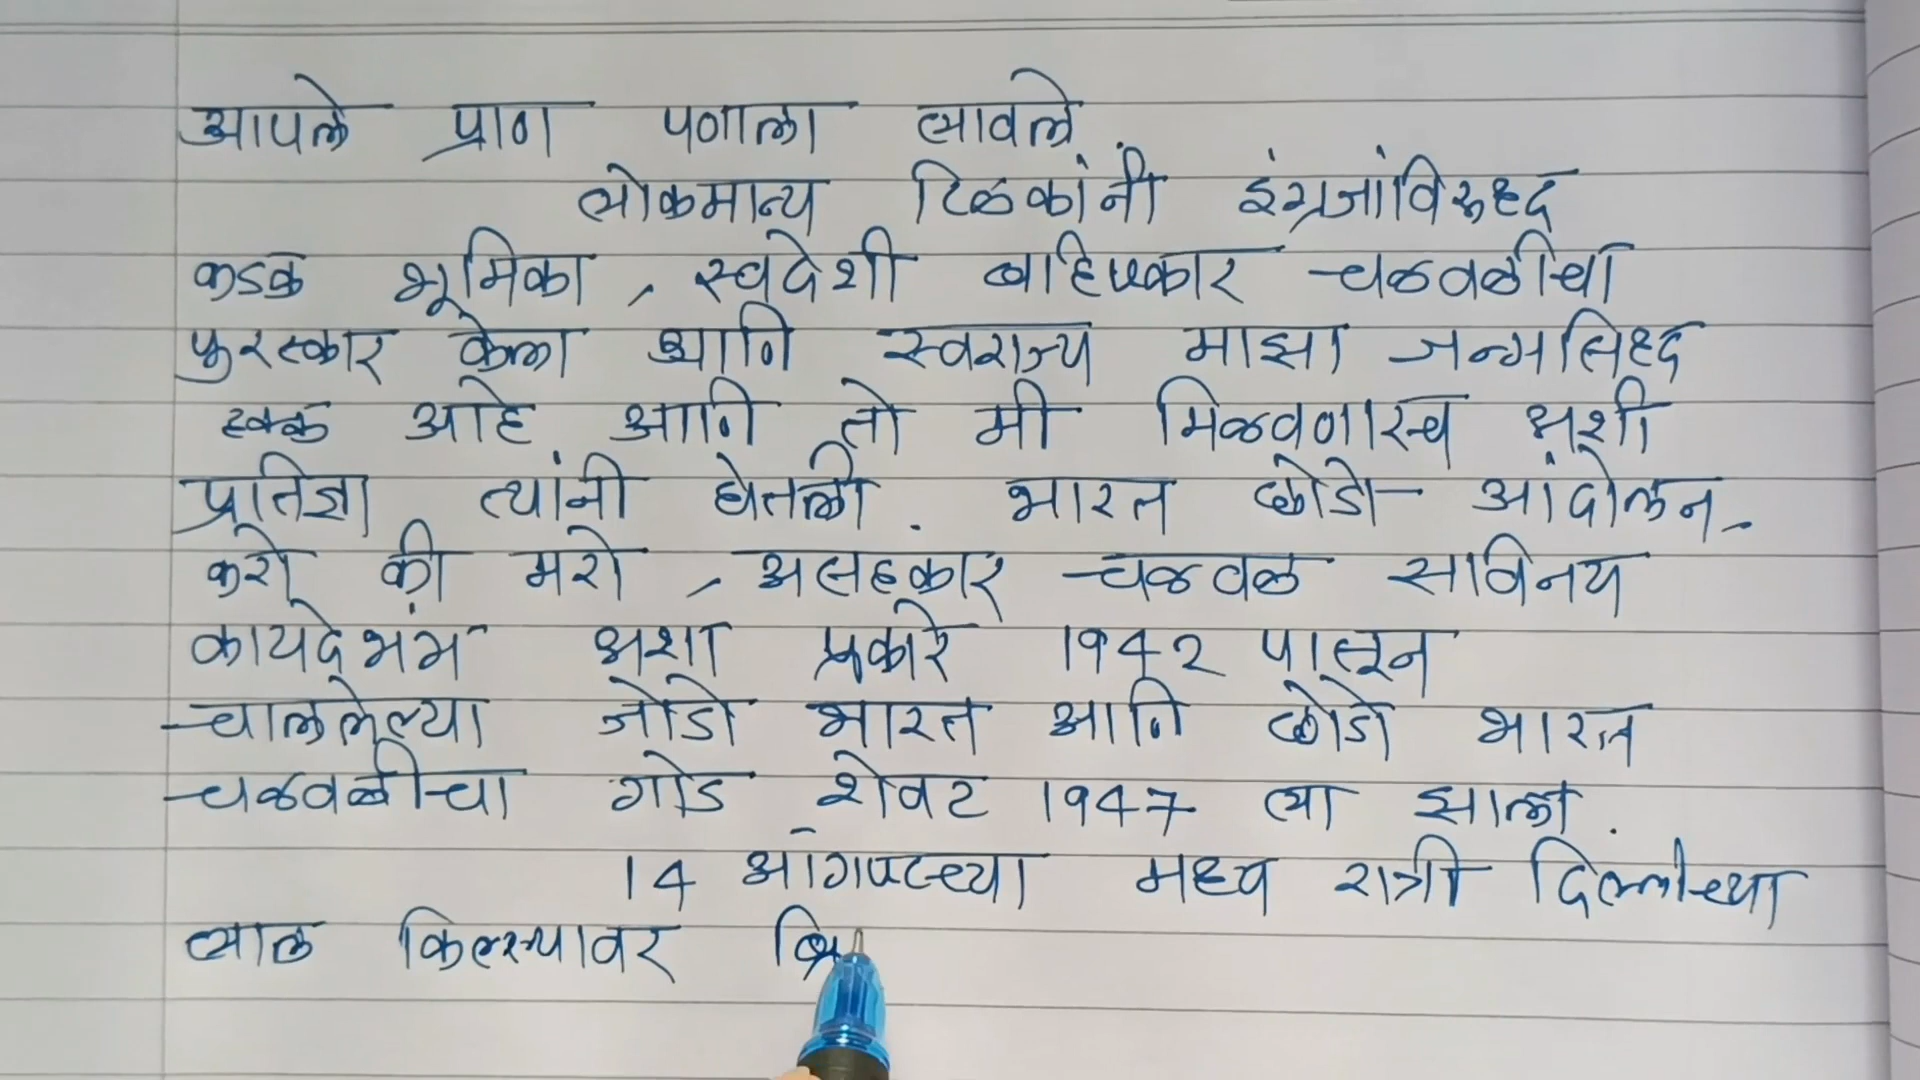 आपले प्राण पणाला लावले
लोकमान्य टिळकांनी इंग्रजांविरुध्द
कडक भूमिका, स्वदेशी बहिष्कार चळवळीचा
पुरस्कार केला आणि स्वराज्य माझा जन्मसिध्द
हक्क आहे आणि तो मी मिळवणारच अशी
प्रतिज्ञा त्यांनी घेतली. भारत छोडो आंदोलन,
करो की मरो, असहकार चळवळ सविनय
कायदेभंग अशा प्रकारे 1942 पासून
चाललेल्या जोडो भारत आणि छोडो भारत
चळवळीचा गोड शेवट 1947 ला झाला.
14 ऑगष्टच्या मध्य रात्री दिल्लीच्या
लाल किल्ल्यावर ब्रि